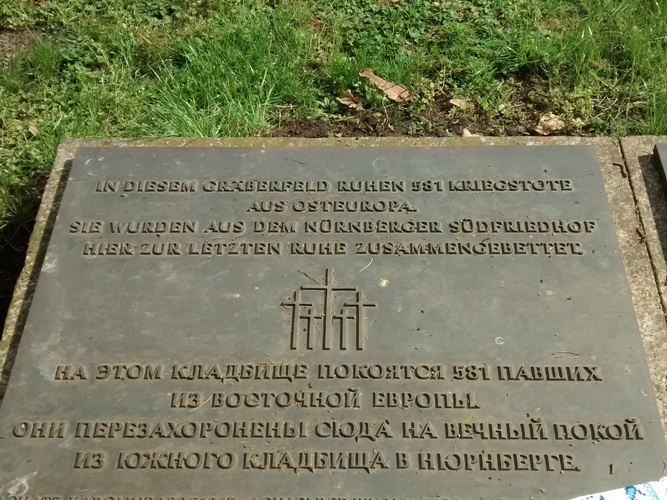 IN DIESEM GRÄBERFELD RUHEN 581 KRIEGSTOTE
AUS OSTEUROPA.
SIE WURDEN AUS DEM NÜRNBERGER SÜDFRIEDHOF
HIER ZUR LETZTEN RUHE ZUSAMMENGEBETTET.
НА ЭТОМ КЛАДБИЩЕ ПОКОЯТСЯ 581 ПАВШИХ
ИЗ ВОСТОЧНОЙ ЕВРОПЫ.
ОНИ ПЕРЕЗАХОРОНЕНЫ СЮДА НА ВЕЧНЫЙ ПОКОЙ
ИЗ ЮЖНОГО КЛАДБИЩА В НЮРНБЕРГЕ.